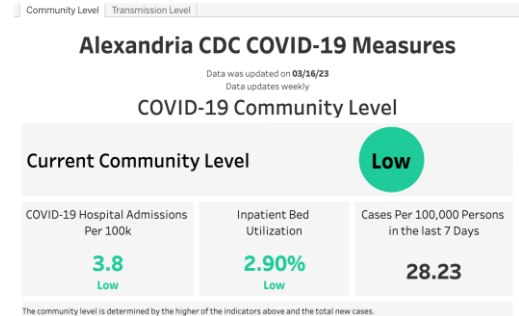 Community Level
Transmission Level
Alexandria CDC COVID-19 Measures
Data was updated on 03/16/23
Data updates weekly
COVID-19 Community Level
Current Community Level
Low
COVID-19 Hospital Admissions
Per 100k
3.8
Low
Inpatient Bed
Utilization
2.90%
Low
Cases Per 100,000 Persons
in the last 7 Days
28.23
The community level is determined by the higher of the indicators above and the total new cases.